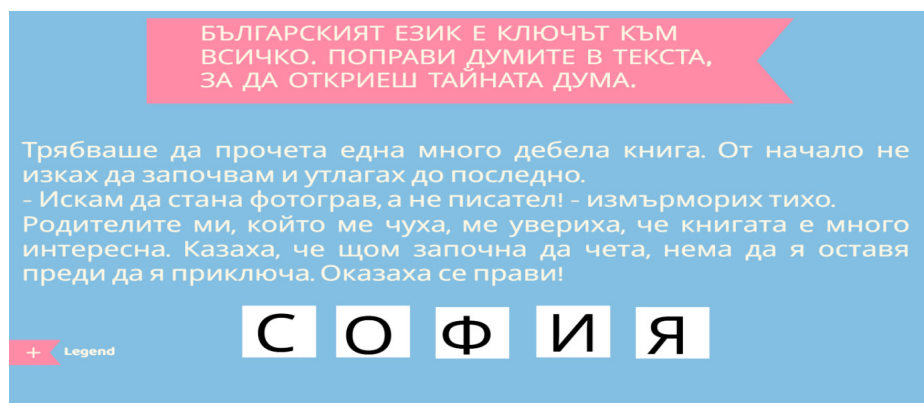 БЪЛГАРСКИЯТ ЕЗИК Е КЛЮЧЪТ КЪМ
ВСИЧКО. ПОПРАВИ ДУМИТЕ В ТЕКСТА,
ЗА ДА ОТКРИЕШ ТАЙНАТА ДУМА.
Трябваше да прочета една много дебела книга. От начало не
изках да започвам и утлагах до последно.
- Искам да стана фотограв, а не писател! - измърморих тихо.
Родителите ми, който ме чуха, ме увериха, че книгата е много
интересна. Казаха, че щом започна да чета, нема да я оставя
преди да я приключа. Оказаха се прави!
С О Ф И Я
+ Legend